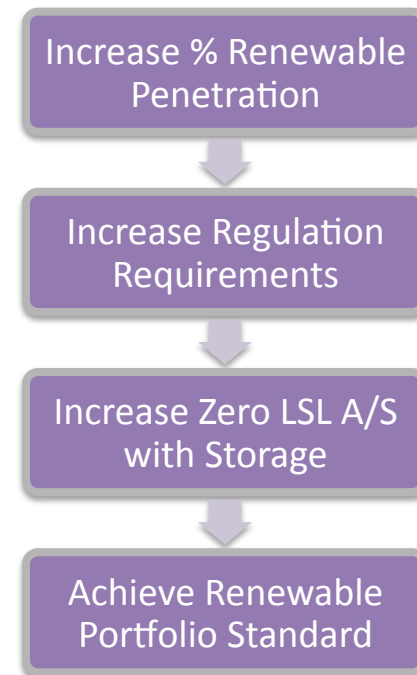 Increase % Renewable
Penetration
Increase Regulation
Requirements
Increase Zero LSL A/S
with Storage
Achieve Renewable
Portfolio Standard